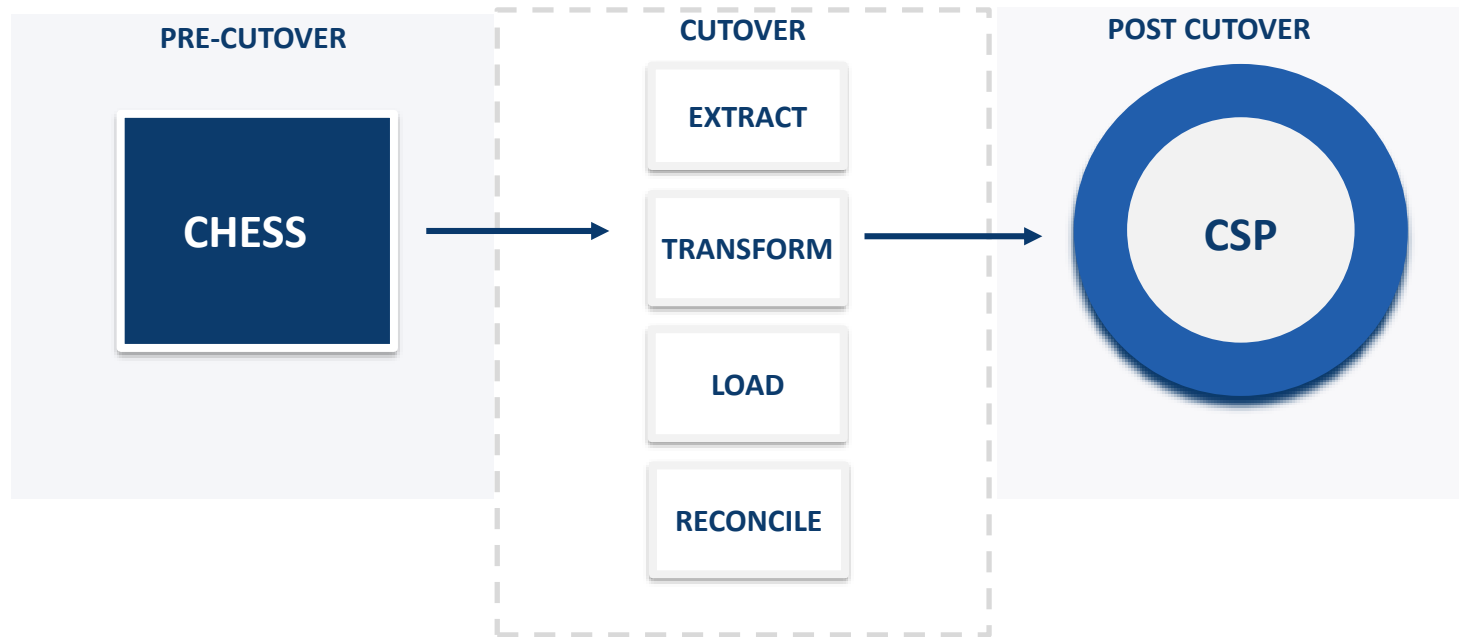 PRE-CUTOVER
CHESS
CUTOVER
EXTRACT
TRANSFORM
LOAD
RECONCILE
POST CUTOVER
CSP